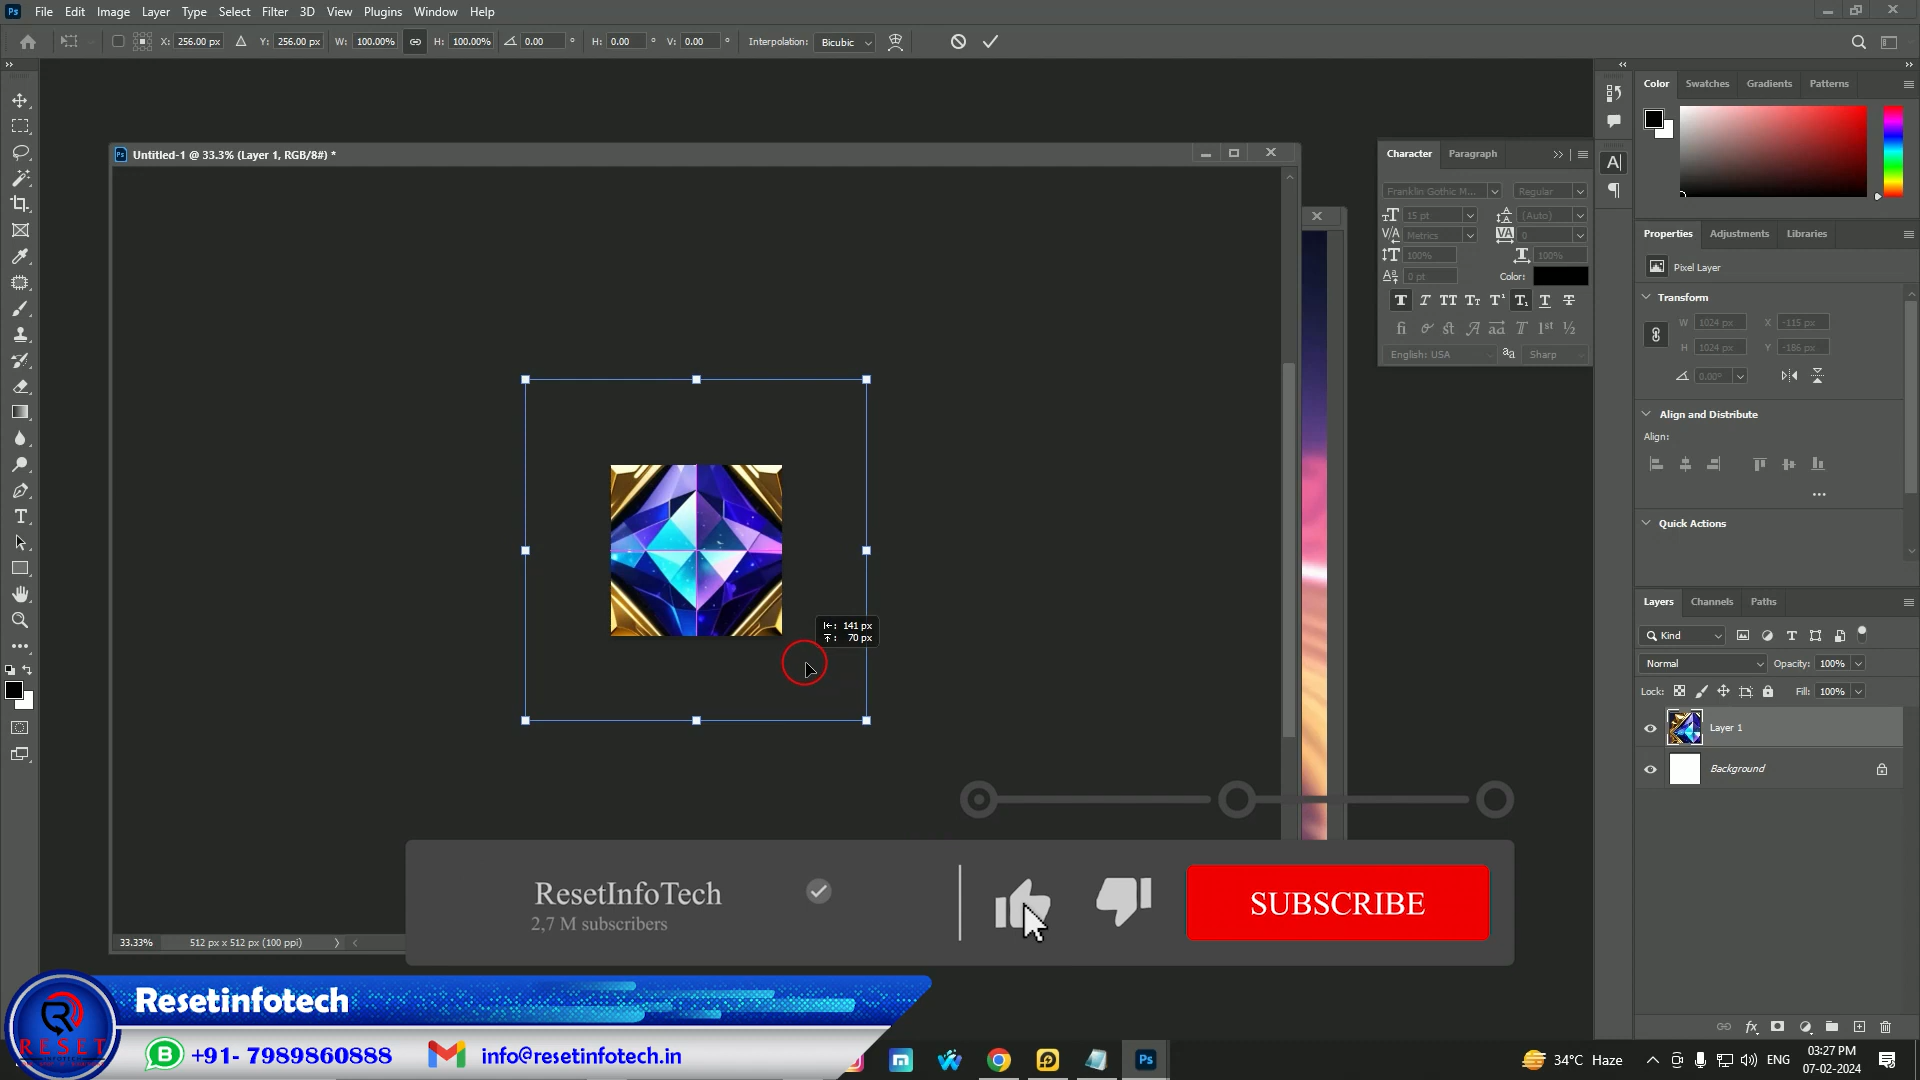 File Edit Image Layer Type Select Filter 3D View Plugins Window Help
X: 256.00 px Y: 256.00 px W: 100.00% H: 100.00% 0.00 ° H: 0.00 ° V: 0.00 ° Interpolation: Bicubic
Untitled-1 @ 33.3% (Layer 1, RGB/8#) *
Character Paragraph
Franklin Gothic M... Regular
15 pt (Auto)
Metrics 0
100% 100%
0 pt Color:
English: USA Sharp
Color Swatches Gradients Patterns
Properties Adjustments Libraries
Pixel Layer
Transform
W 1024 px X -115 px
H 1024 px Y -186 px
0.00°
Align and Distribute
Align:
Quick Actions
141 px
70 px
Layers Channels Paths
Kind
Normal Opacity: 100%
Lock: Fill: 100%
Layer 1
Background
33.33% 512 px x 512 px (100 ppi)
ResetInfoTech
2,7 M subscribers
SUBSCRIBE
Resetinfotech
RESET
+91- 7989860888 info@resetinfotech.in
34°C Haze ENG 03:27 PM
07-02-2024